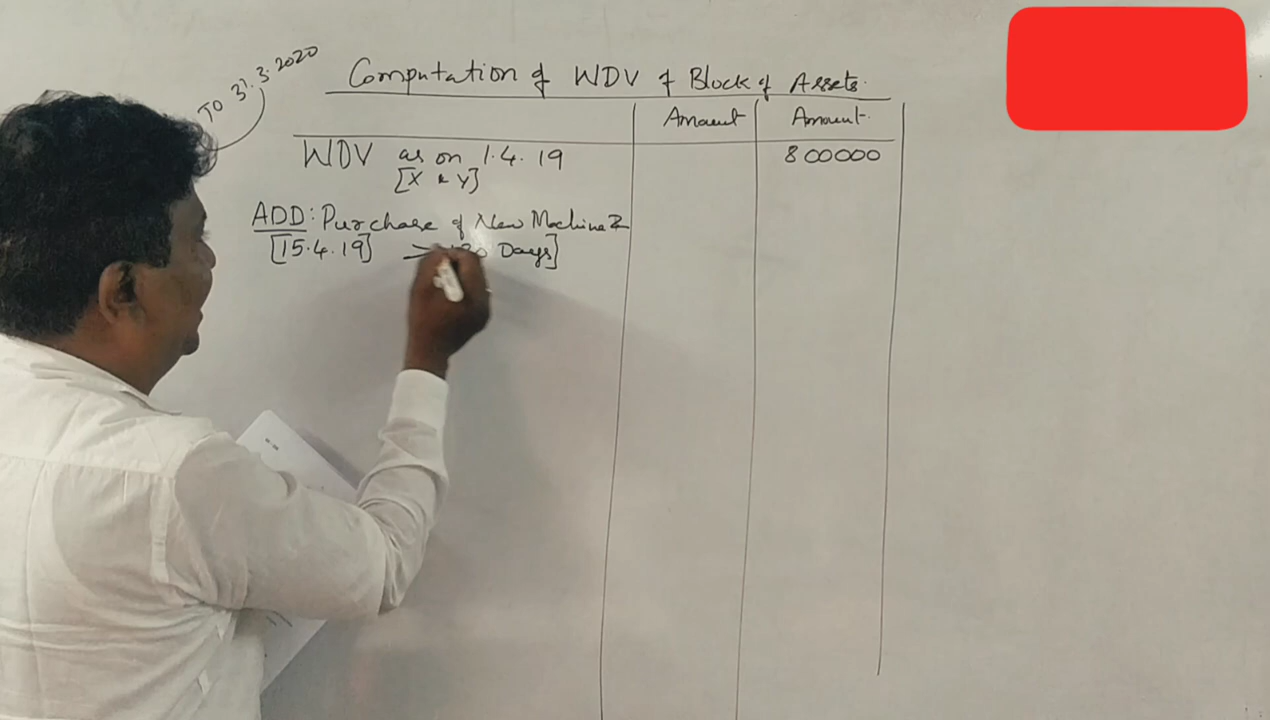 TO 31.3.2020
Computation of WDV of Block of Assets.
Amount Amount.
WDV as on 1.4.19 800000
[X & Y]
ADD: Purchase of New Machine Z
[15.4.19] Days]